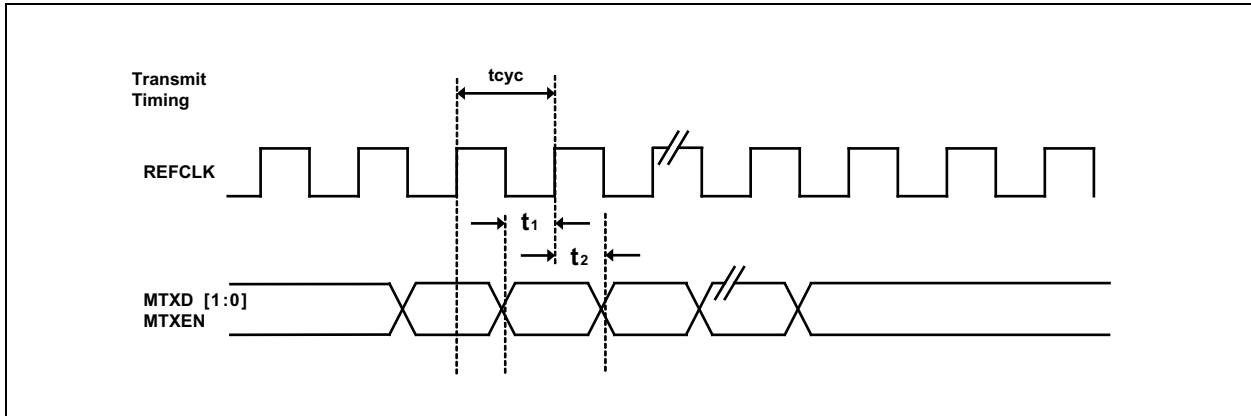 Transmit
Timing
tcyc
REFCLK
t1
t2
MTXD [1:0]
MTXEN